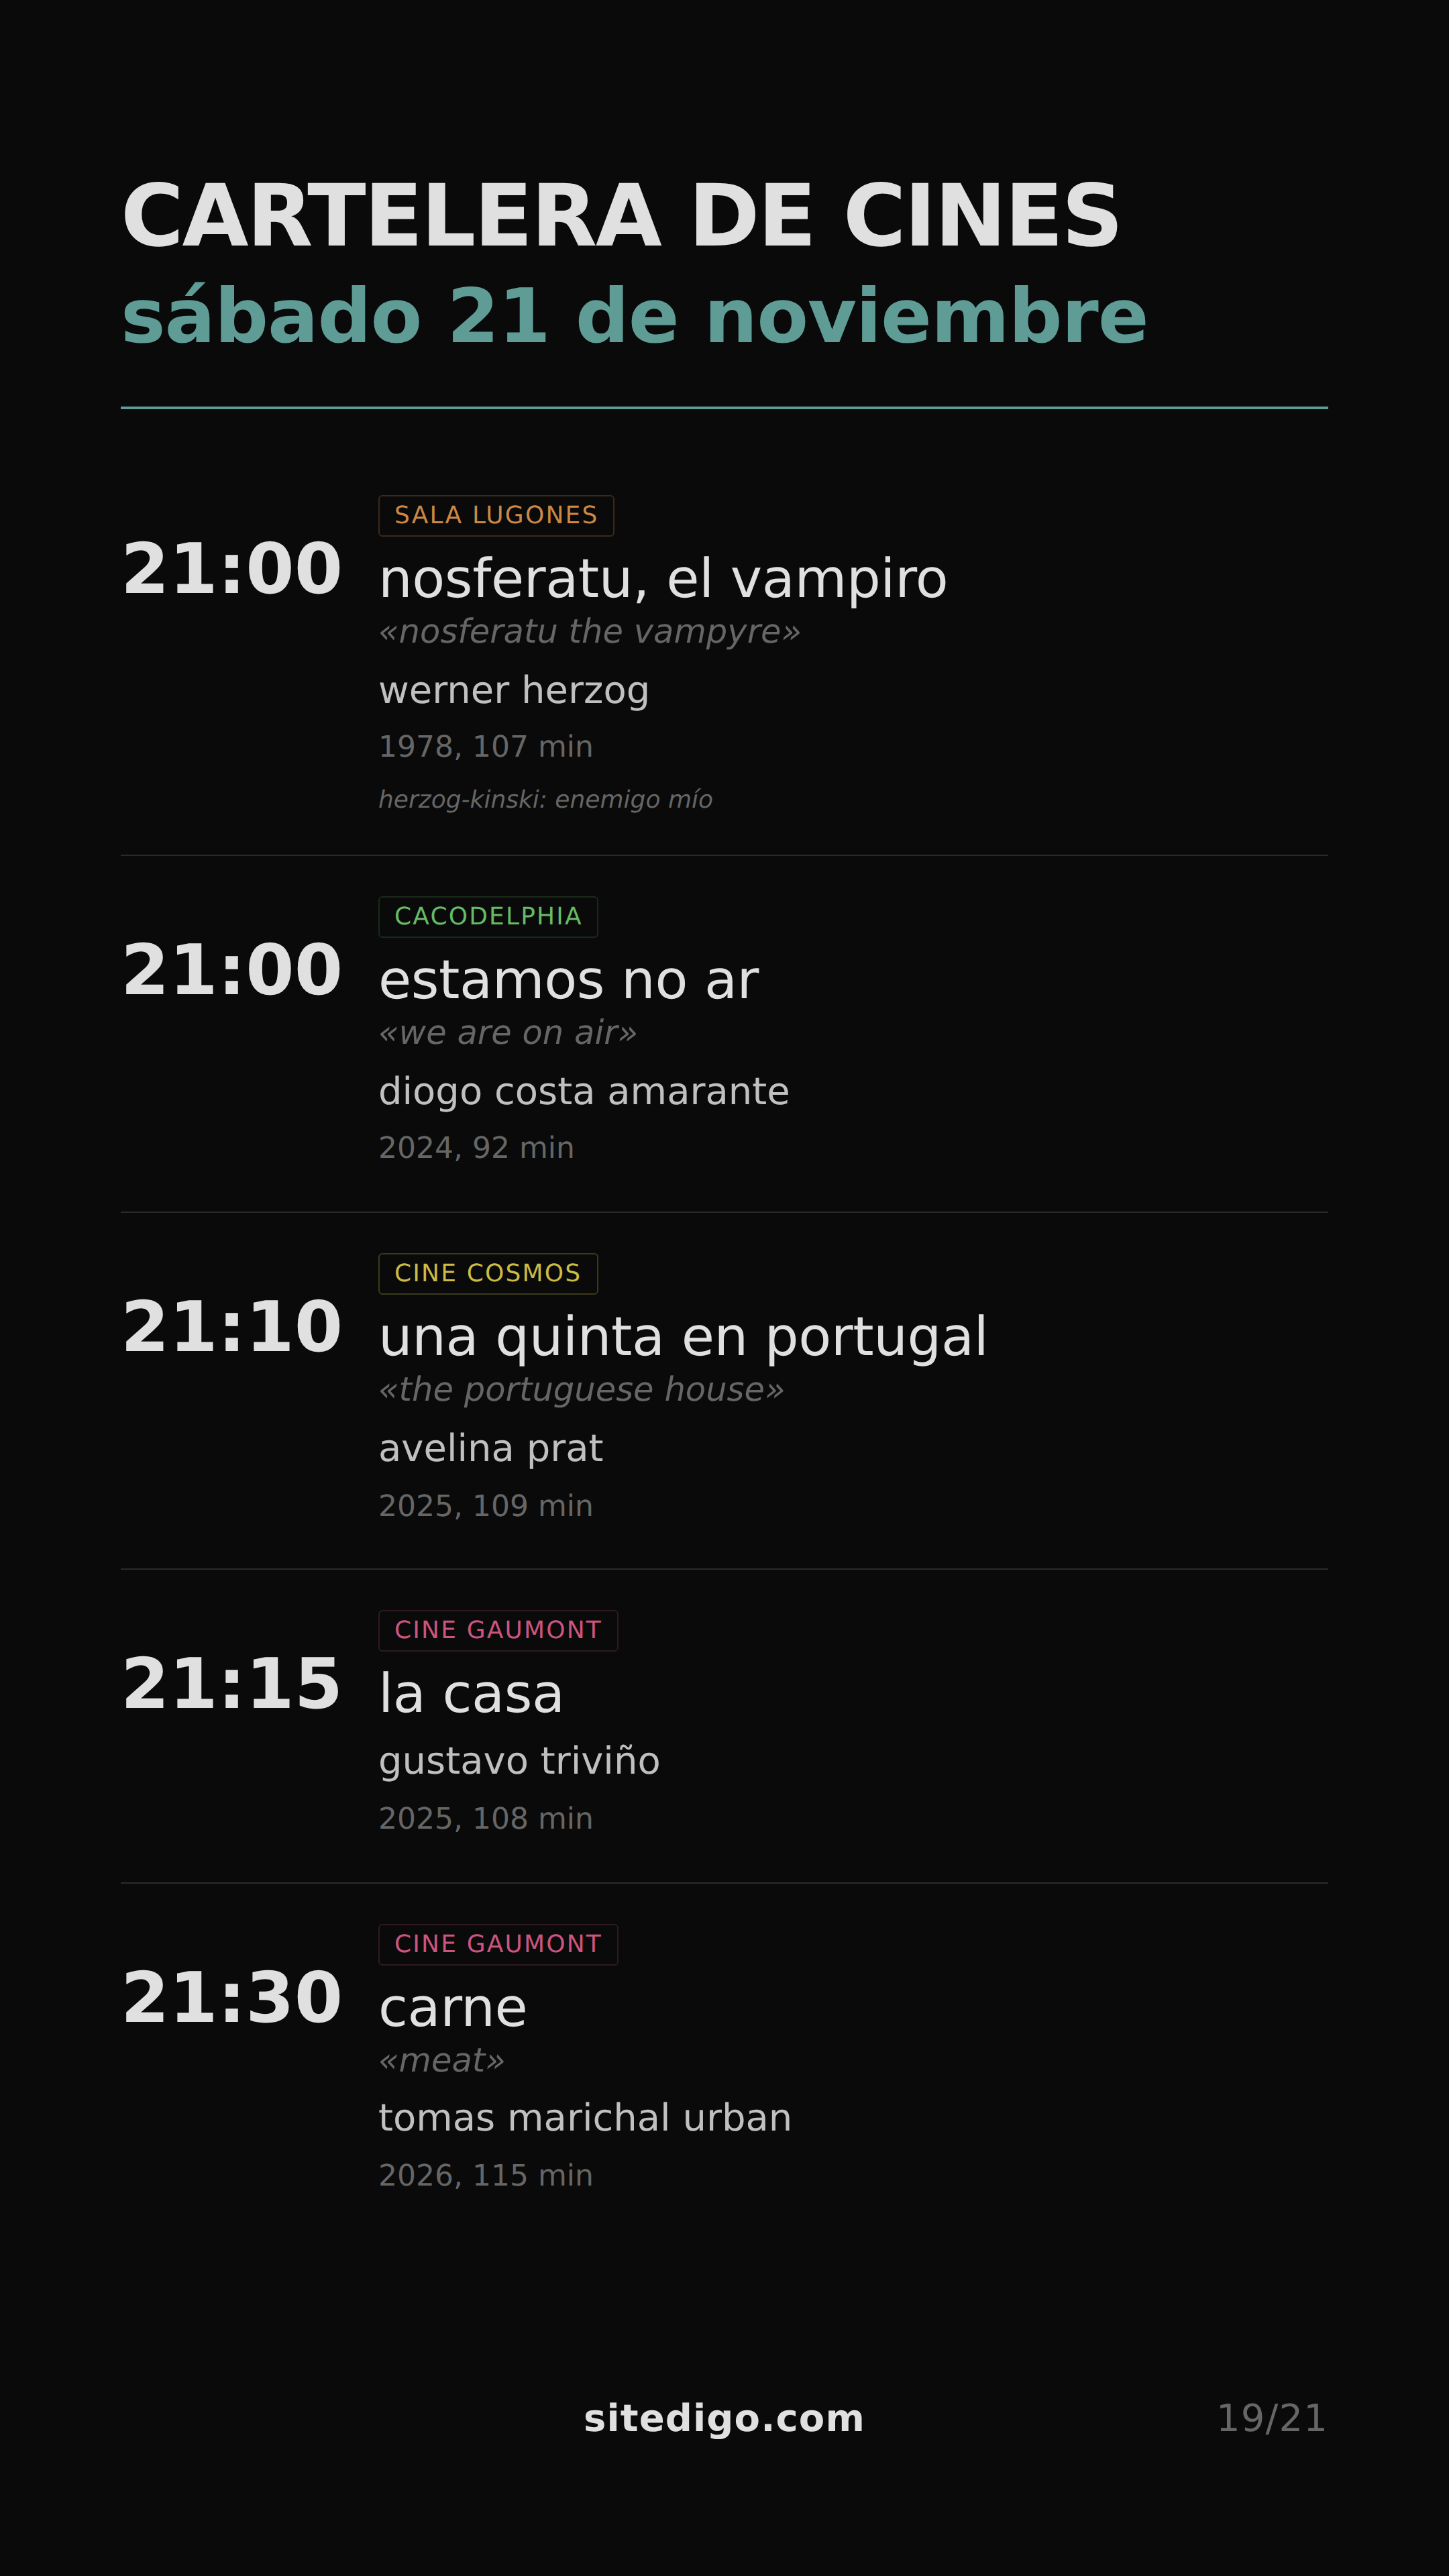 CARTELERA DE CINES
sábado 21 de noviembre
SALA LUGONES
21:00
nosferatu, el vampiro
«nosferatu the vampyre»
werner herzog
1978, 107 min
herzog-kinski: enemigo mío
CACODELPHIA
21:00
estamos no ar
«we are on air»
diogo costa amarante
2024, 92 min
CINE COSMOS
21:10
una quinta en portugal
«the portuguese house»
avelina prat
2025, 109 min
CINE GAUMONT
21:15
la casa
gustavo triviño
2025, 108 min
CINE GAUMONT
21:30
carne
«meat»
tomas marichal urban
2026, 115 min
sitedigo.com
19/21